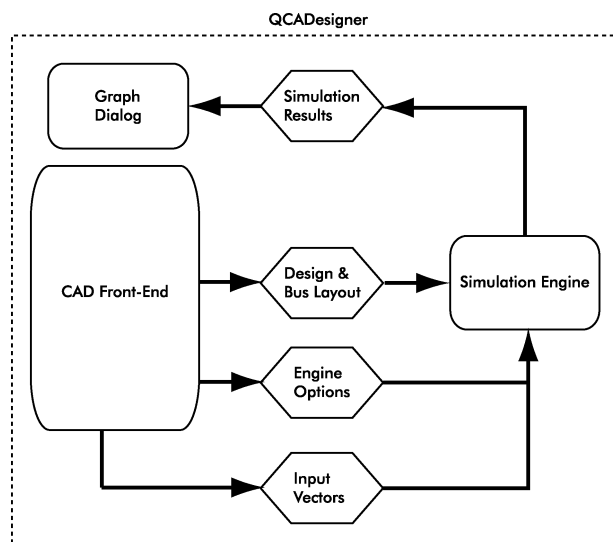 QCADesigner
Graph
Dialog
Simulation
Results
CAD Front-End
Design &
Bus Layout
Simulation Engine
Engine
Options
Input
Vectors